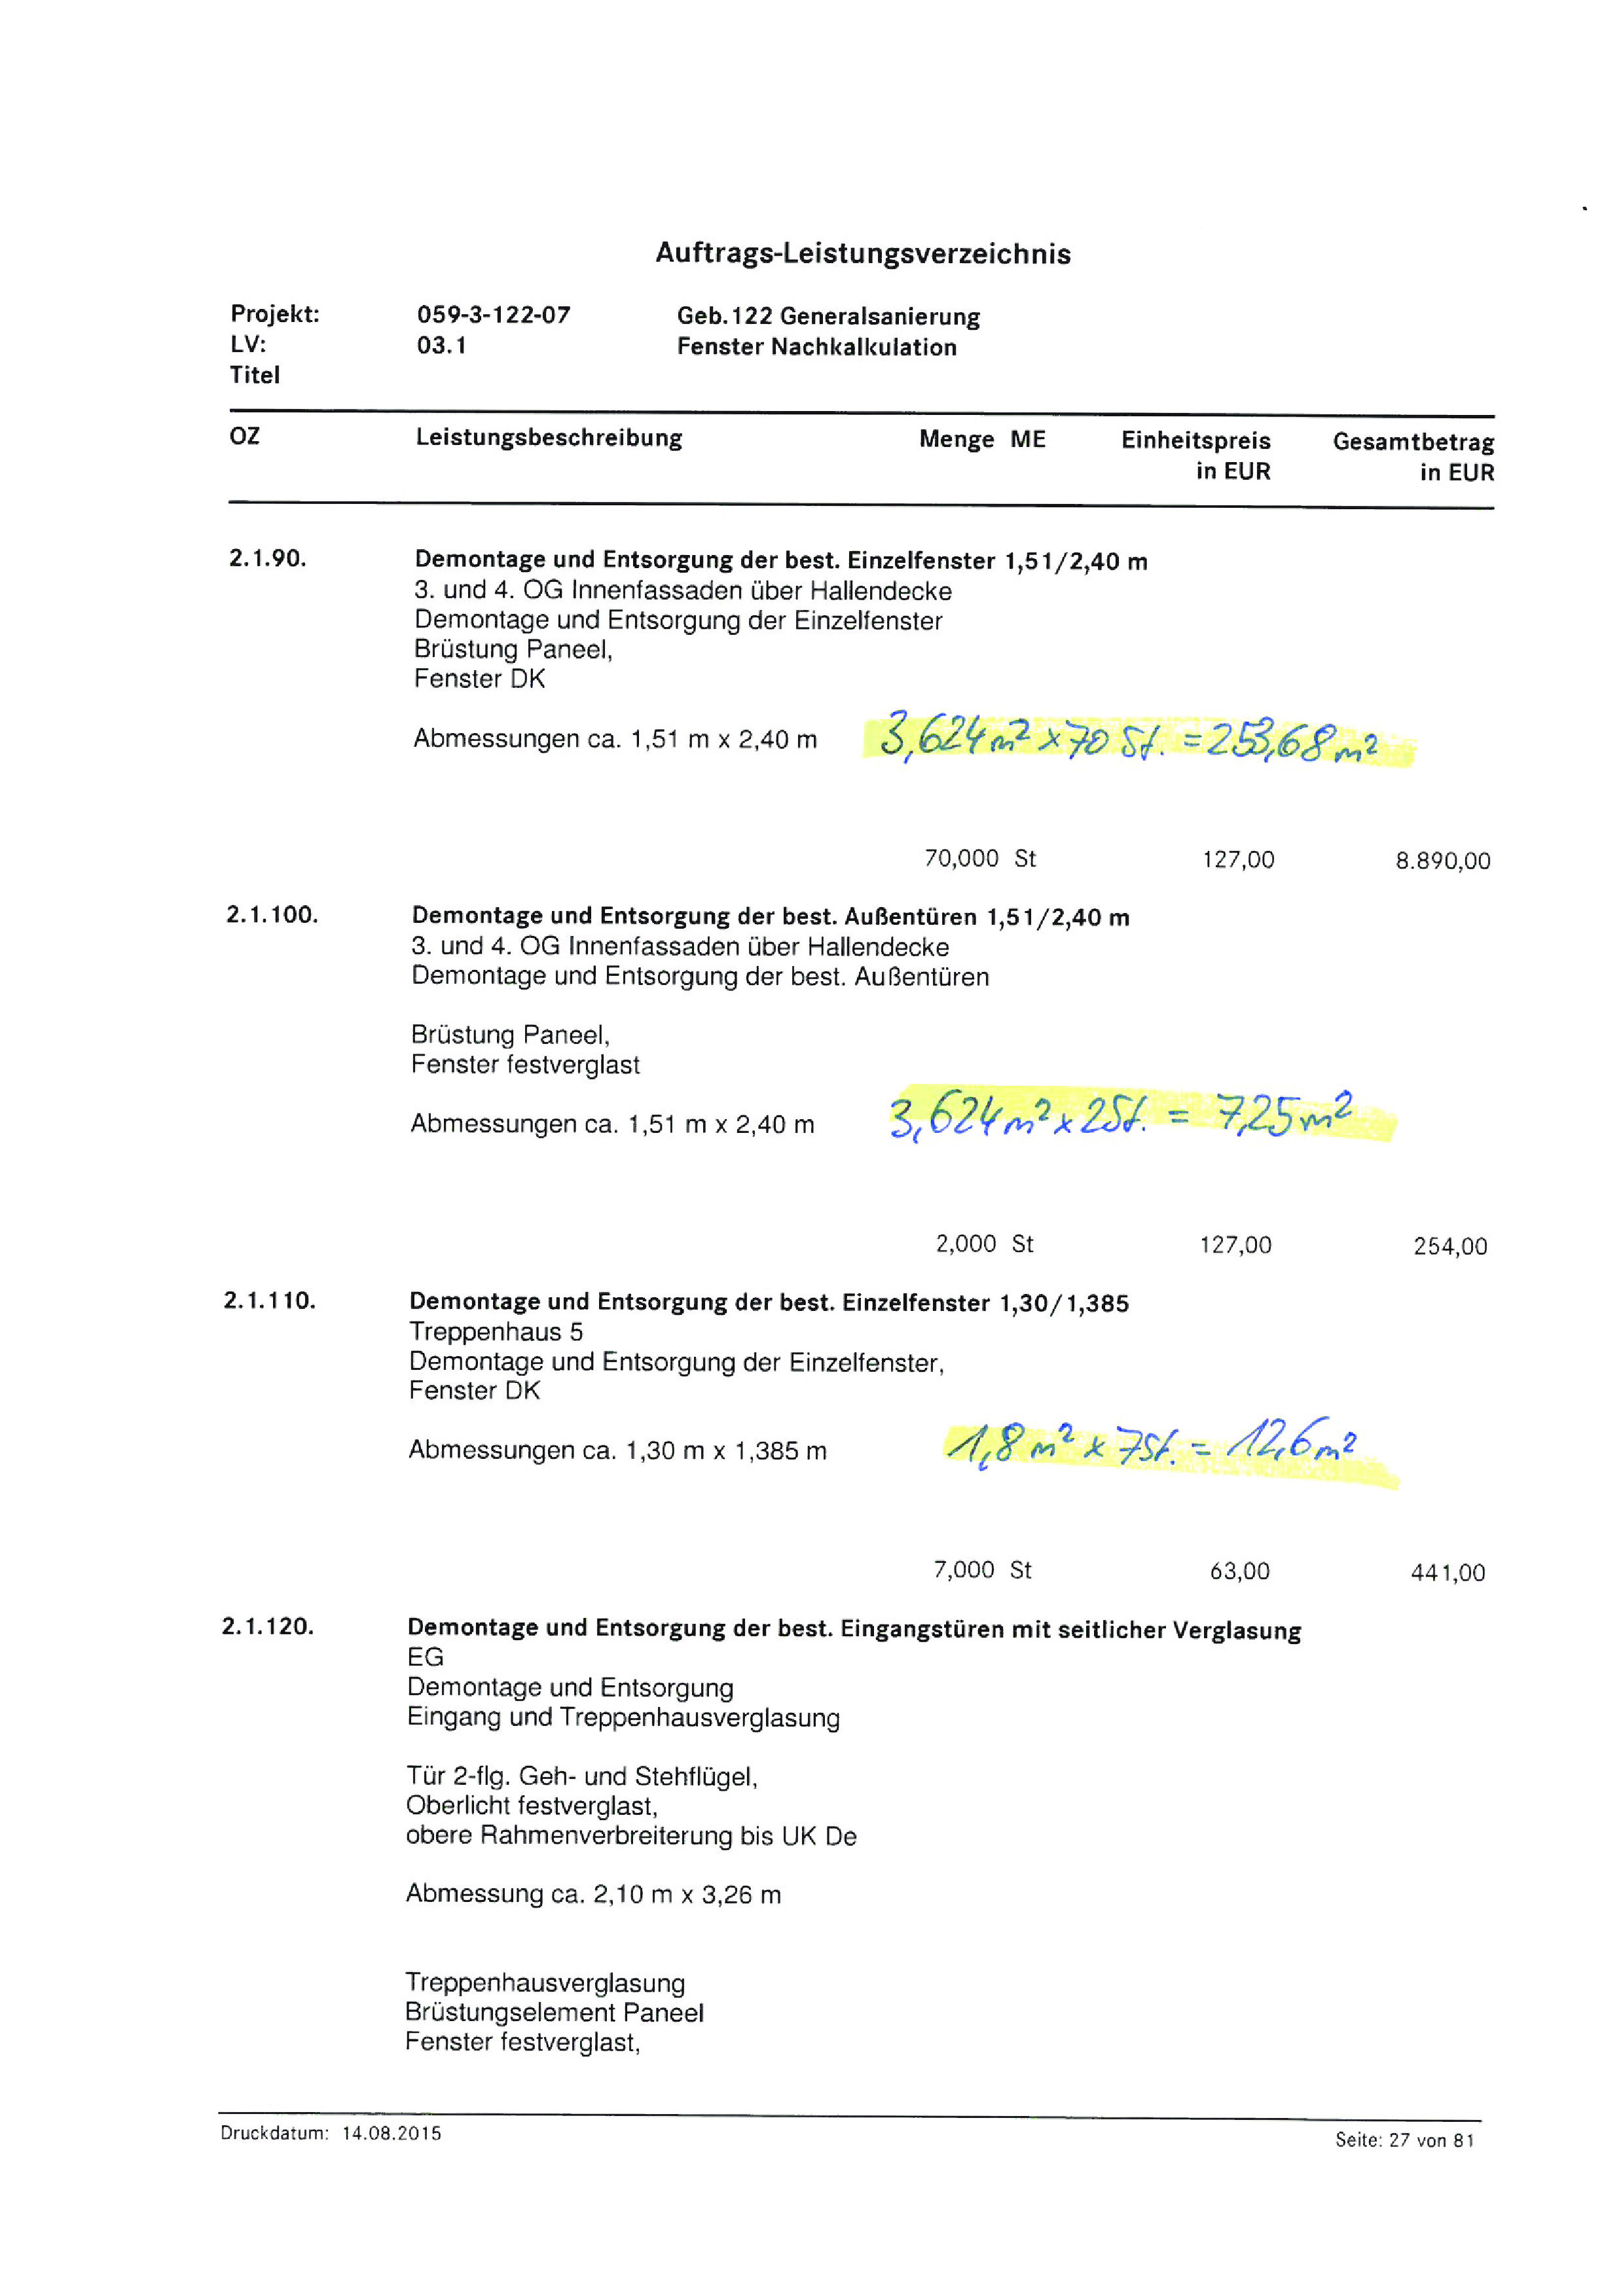 Auftrags-Leistungsverzeichnis
Projekt: 059-3-122-07 Geb.122 Generalsanierung
LV: 03.1 Fenster Nachkalkulation
Titel
OZ Leistungsbeschreibung Menge ME Einheitspreis Gesamtbetrag
in EUR in EUR
2.1.90. Demontage und Entsorgung der best. Einzelfenster 1,51/2,40 m
3. und 4. OG Innenfassaden über Hallendecke
Demontage und Entsorgung der Einzelfenster
Brüstung Paneel,
Fenster DK
Abmessungen ca. 1,51 m x 2,40 m 3,624 m² x 70 St. = 253,68 m²
70,000 St 127,00 8.890,00
2.1.100. Demontage und Entsorgung der best. Außentüren 1,51/2,40 m
3. und 4. OG Innenfassaden über Hallendecke
Demontage und Entsorgung der best. Außentüren
Brüstung Paneel,
Fenster festverglast
Abmessungen ca. 1,51 m x 2,40 m 3,624 m² x 2 St. = 7,25 m²
2,000 St 127,00 254,00
2.1.110. Demontage und Entsorgung der best. Einzelfenster 1,30/1,385
Treppenhaus 5
Demontage und Entsorgung der Einzelfenster,
Fenster DK
Abmessungen ca. 1,30 m x 1,385 m 1,8 m² x 7 St. = 12,6 m²
7,000 St 63,00 441,00
2.1.120. Demontage und Entsorgung der best. Eingangstüren mit seitlicher Verglasung
EG
Demontage und Entsorgung
Eingang und Treppenhausverglasung
Tür 2-flg. Geh- und Stehflügel,
Oberlicht festverglast,
obere Rahmenverbreiterung bis UK De
Abmessung ca. 2,10 m x 3,26 m
Treppenhausverglasung
Brüstungselement Paneel
Fenster festverglast,
Druckdatum: 14.08.2015 Seite: 27 von 81